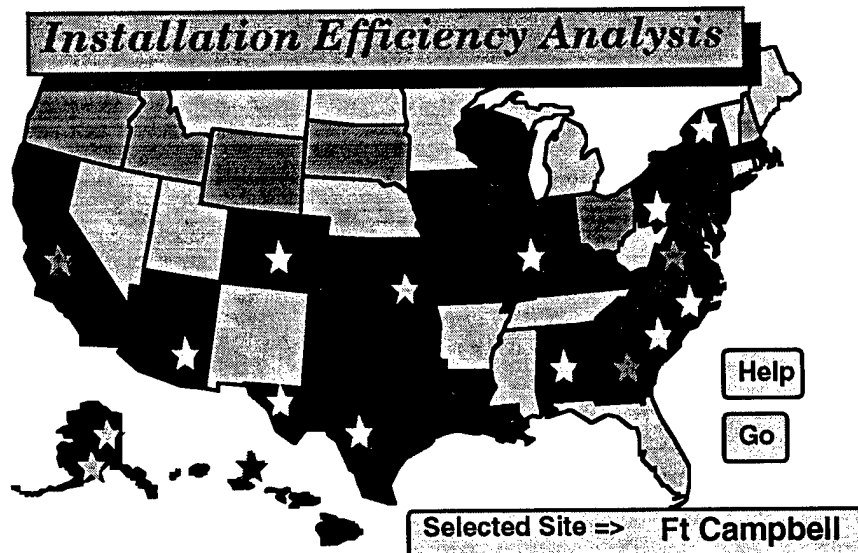 Installation Efficiency Analysis
Help
Go
Selected Site => Ft Campbell